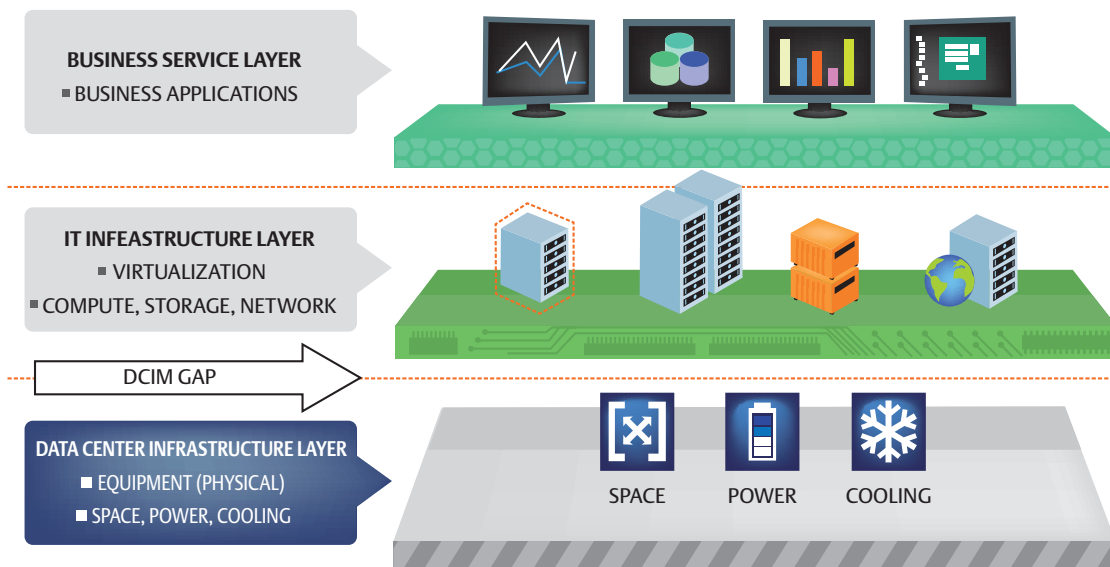 BUSINESS SERVICE LAYER
▪ BUSINESS APPLICATIONS
IT INFEASTRUCTURE LAYER
▪ VIRTUALIZATION
▪ COMPUTE, STORAGE, NETWORK
DCIM GAP
DATA CENTER INFRASTRUCTURE LAYER
▪ EQUIPMENT (PHYSICAL)
▪ SPACE, POWER, COOLING
SPACE
POWER
COOLING